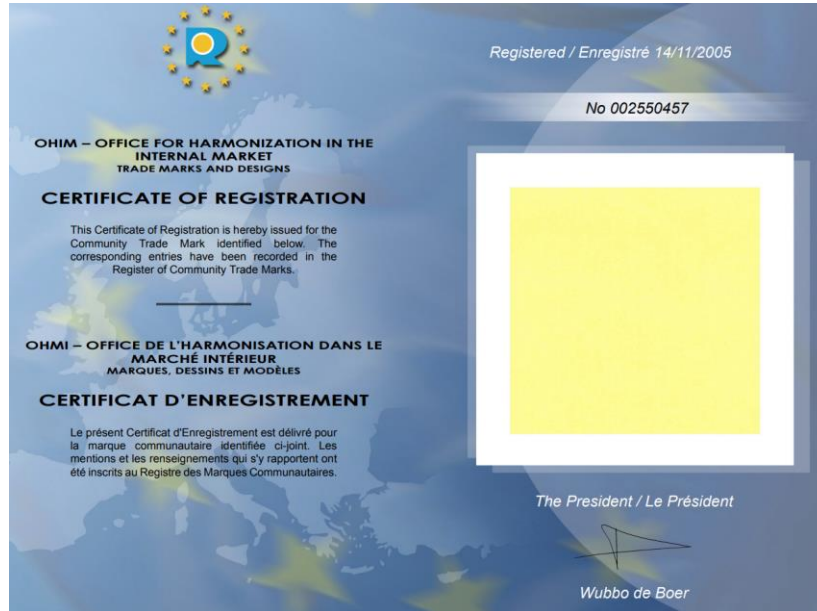 OHIM – OFFICE FOR HARMONIZATION IN THE
INTERNAL MARKET
TRADE MARKS AND DESIGNS
CERTIFICATE OF REGISTRATION
This Certificate of Registration is hereby issued for the
Community Trade Mark identified below. The
corresponding entries have been recorded in the
Register of Community Trade Marks.
OHMI – OFFICE DE L'HARMONISATION DANS LE
MARCHÉ INTÉRIEUR
MARQUES, DESSINS ET MODÈLES
CERTIFICAT D'ENREGISTREMENT
Le présent Certificat d'Enregistrement est délivré pour
la marque communautaire identifiée ci-joint. Les
mentions et les renseignements qui s'y rapportent ont
été inscrits au Registre des Marques Communautaires.
Registered / Enregistré 14/11/2005
No 002550457
The President / Le Président
Wubbo de Boer